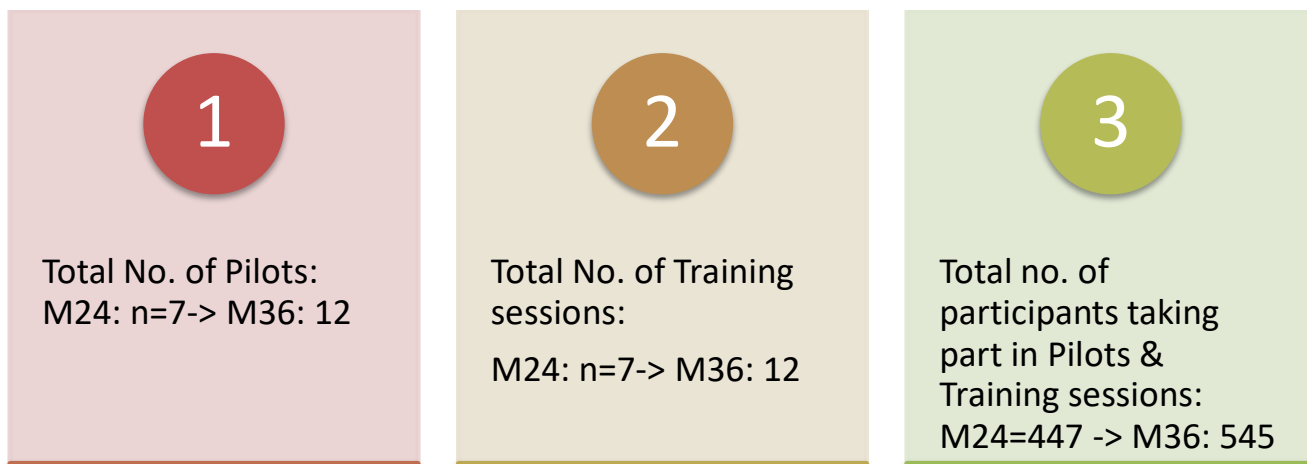 1
Total No. of Pilots:
M24: n=7-> M36: 12
2
Total No. of Training
sessions:
M24: n=7-> M36: 12
3
Total no. of
participants taking
part in Pilots &
Training sessions:
M24=447 -> M36: 545